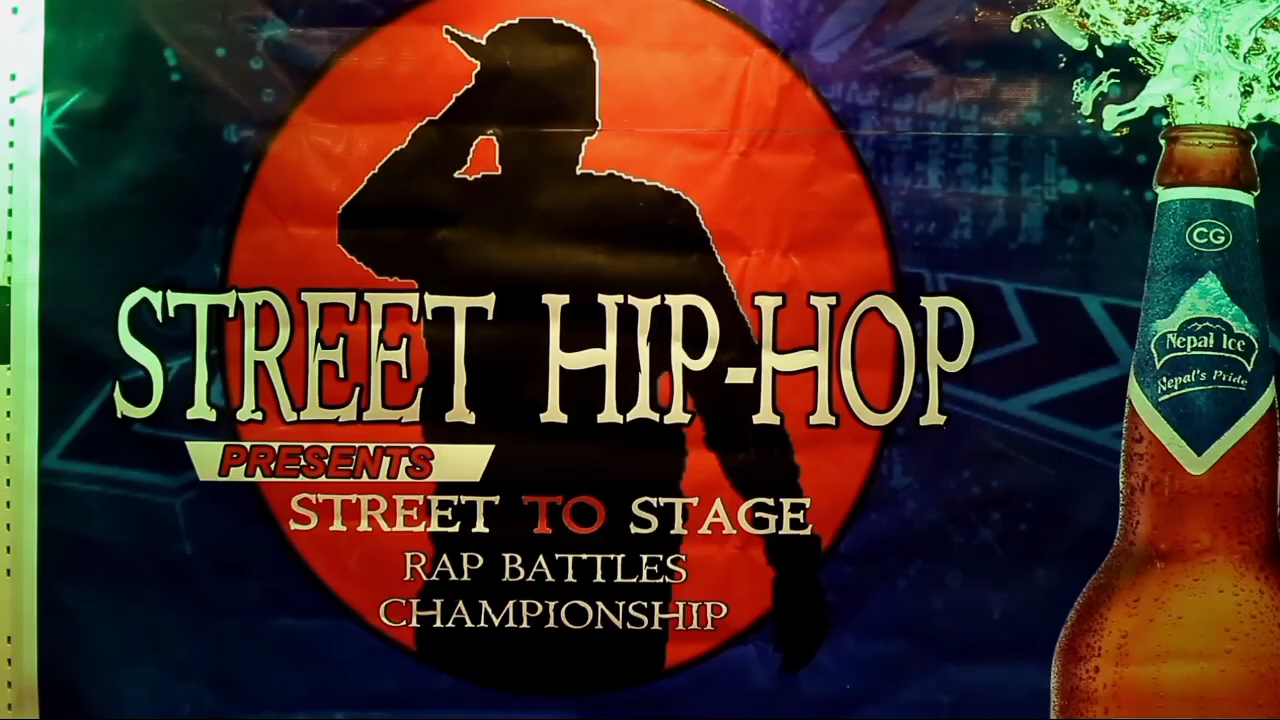 STREET HIP-HOP
PRESENTS
STREET TO STAGE
RAP BATTLES
CHAMPIONSHIP
CG
Nepal Ice
Nepal's Pride